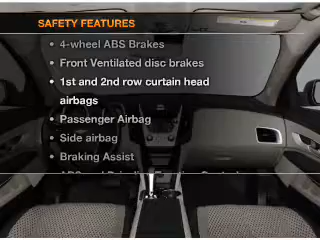 SAFETY FEATURES
• 4-wheel ABS Brakes
• Front Ventilated disc brakes
• 1st and 2nd row curtain head
airbags
• Passenger Airbag
• Side airbag
• Braking Assist